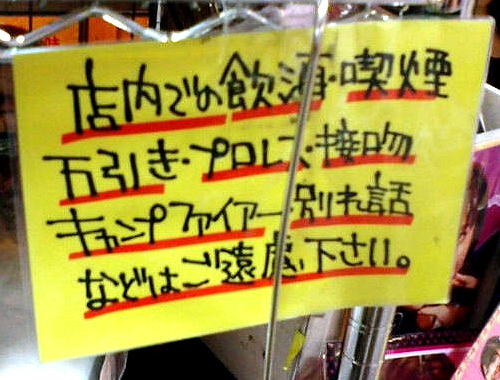 店内での飲酒・喫煙
万引き・プロレス・接吻
キャンプファイアー・別れ話
などはご遠慮下さい。